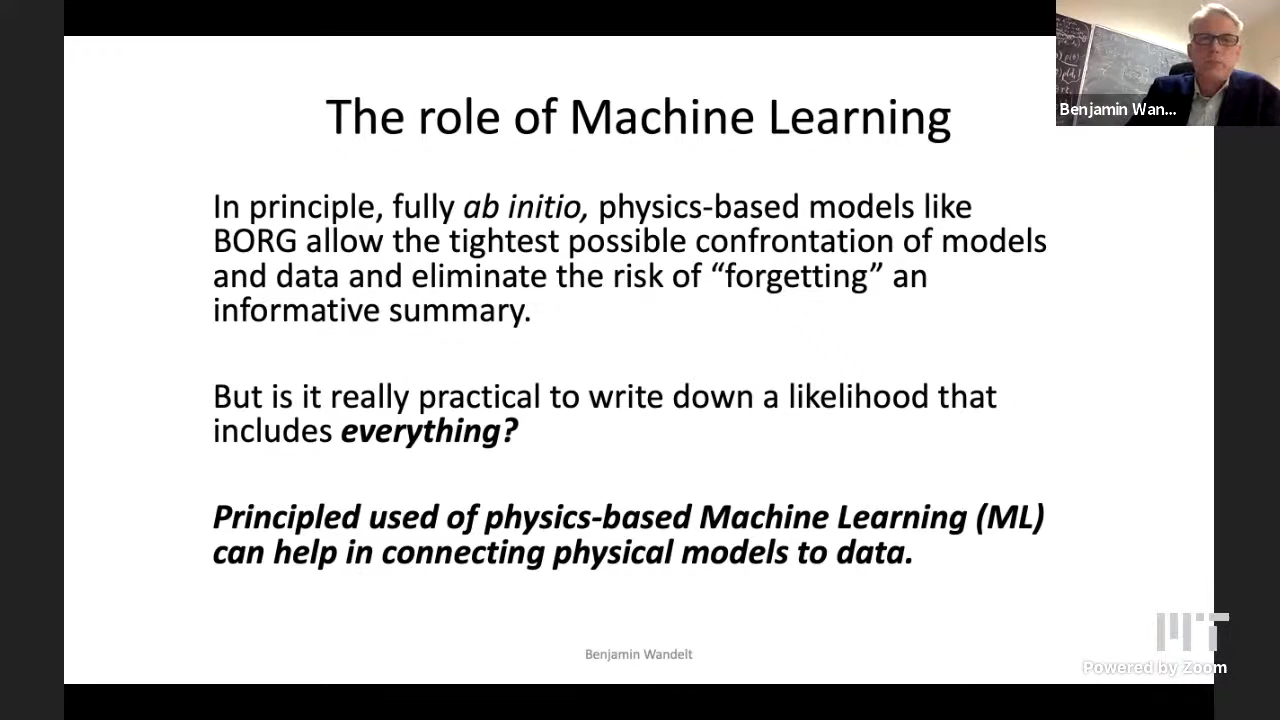 The role of Machine Learning
Benjamin Wan...
In principle, fully ab initio, physics-based models like
BORG allow the tightest possible confrontation of models
and data and eliminate the risk of “forgetting” an
informative summary.
But is it really practical to write down a likelihood that
includes everything?
Principled used of physics-based Machine Learning (ML)
can help in connecting physical models to data.
Benjamin Wandelt
MIT
Powered by Zoom